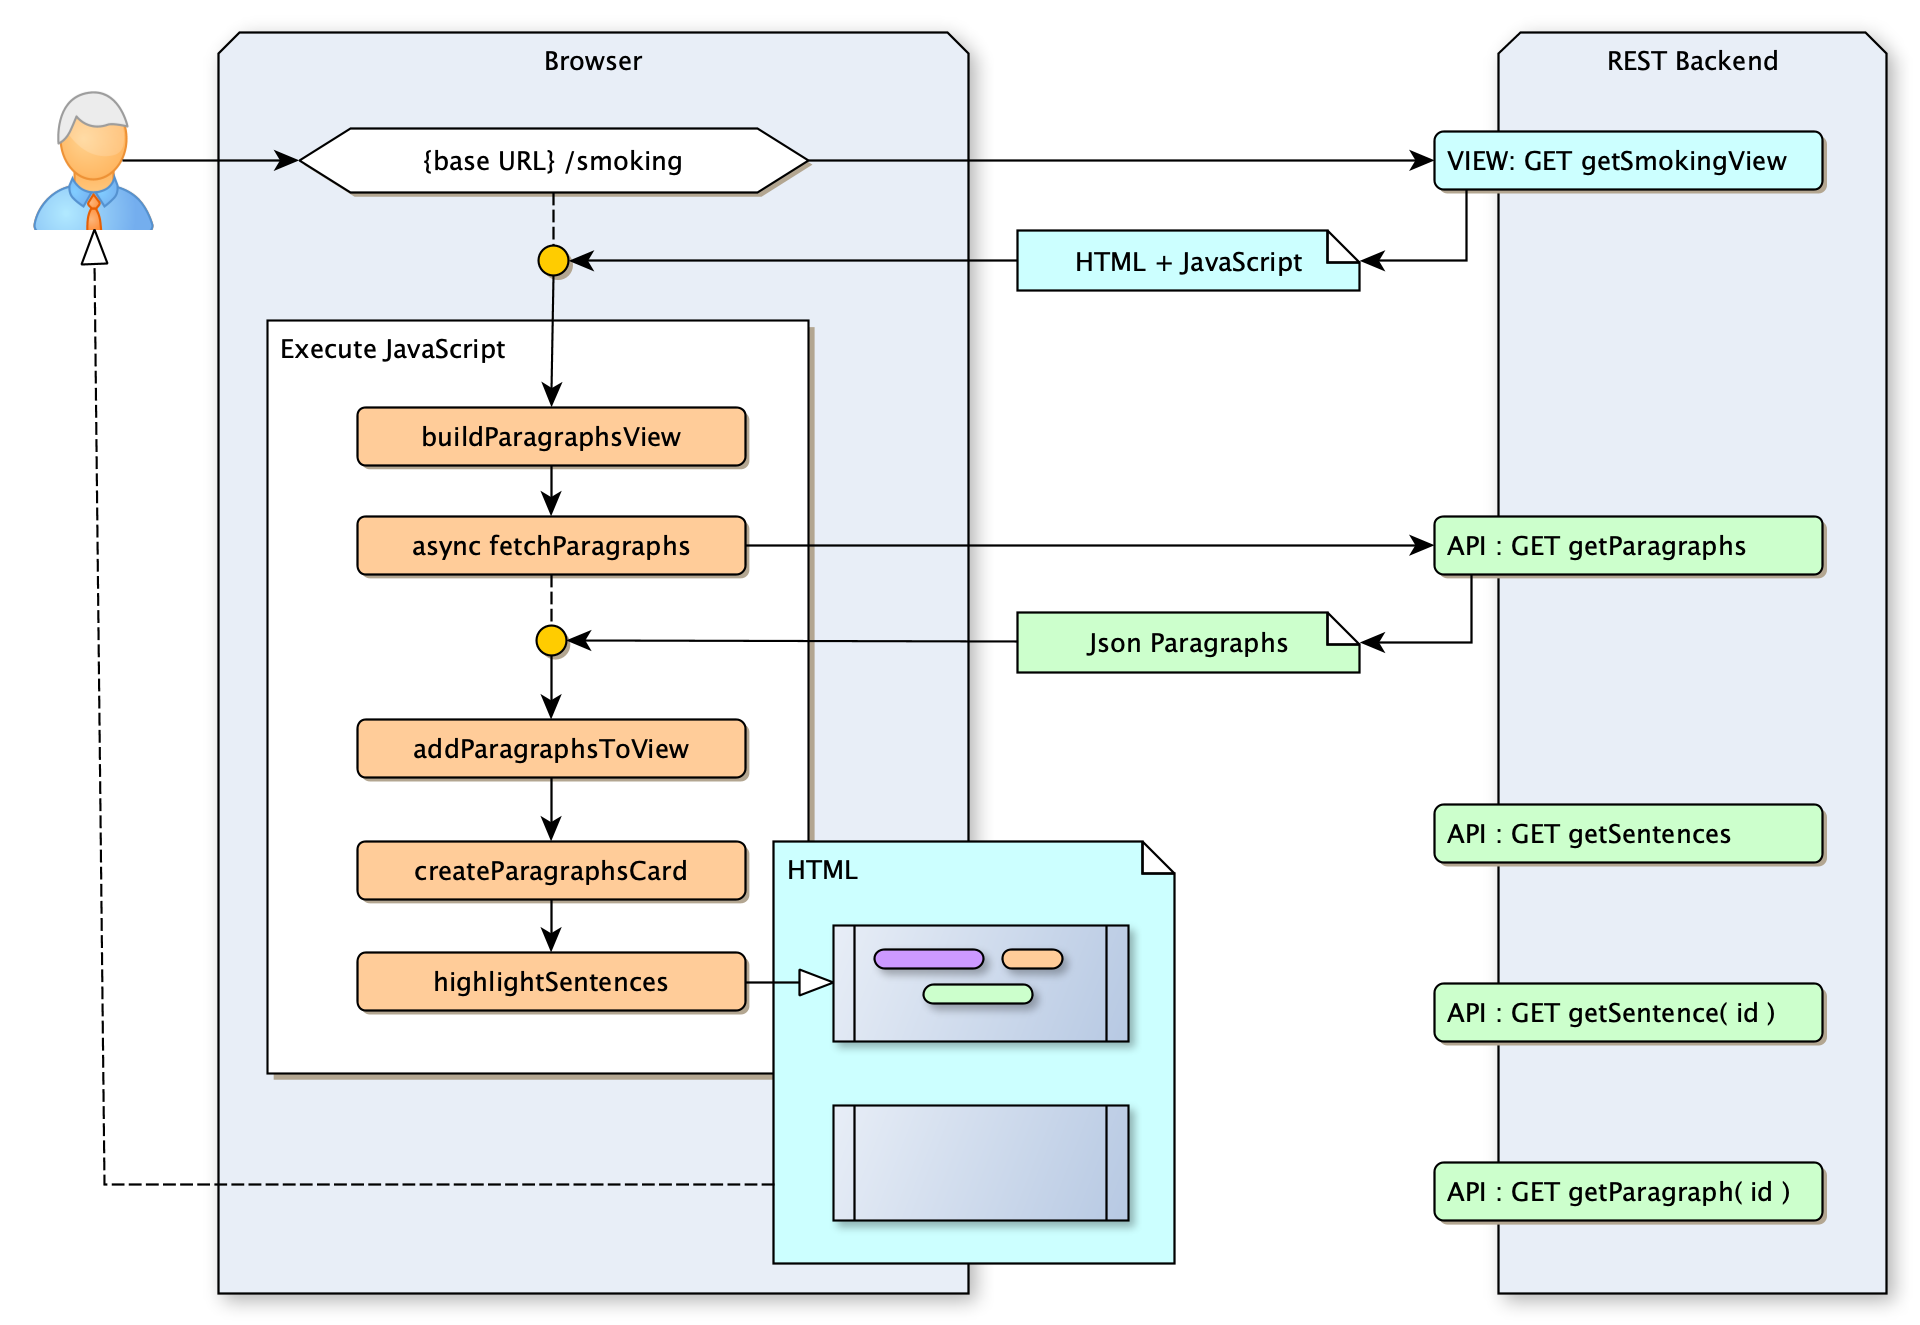 Browser
REST Backend
{base URL} /smoking
VIEW: GET getSmokingView
HTML + JavaScript
Execute JavaScript
buildParagraphsView
async fetchParagraphs
API : GET getParagraphs
Json Paragraphs
addParagraphsToView
API : GET getSentences
createParagraphsCard
HTML
highlightSentences
API : GET getSentence( id )
API : GET getParagraph( id )